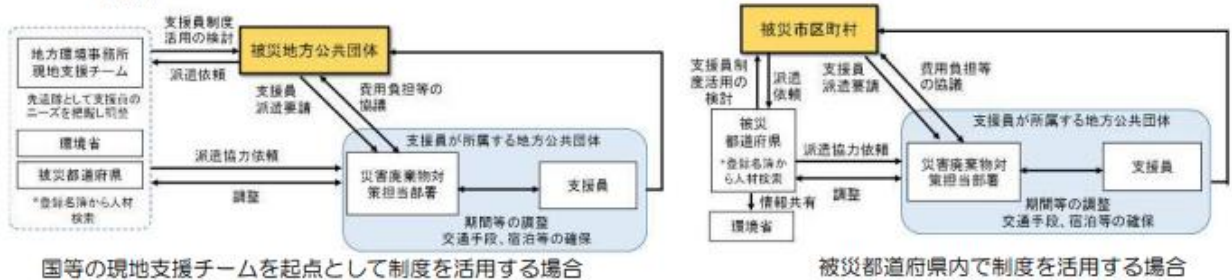 支援員制度
活用の検討
地方環境事務所
現地支援チーム
被災地方公共団体
派遣依頼
先遣隊として支援員の
ニーズを把握し調整
支援員
派遣要請
費用負担等の
協議
環境省
被災都道府県
*登録名簿から人材
検索
派遣協力依頼
調整
支援員が所属する地方公共団体
災害廃棄物対
策担当部署
支援員
期間等の調整
交通手段、宿泊等の確保
国等の現地支援チームを起点として制度を活用する場合
被災市区町村
支援員制
度活用の
検討
派遣
依頼
支援員
派遣要請
費用負担等
の協議
被災
都道府県
*登録名簿か
ら人材検索
派遣協力依頼
調整
情報共有
環境省
支援員が所属する地方公共団体
災害廃棄物対
策担当部署
支援員
期間等の調整
交通手段、宿泊等の確保
被災都道府県内で制度を活用する場合